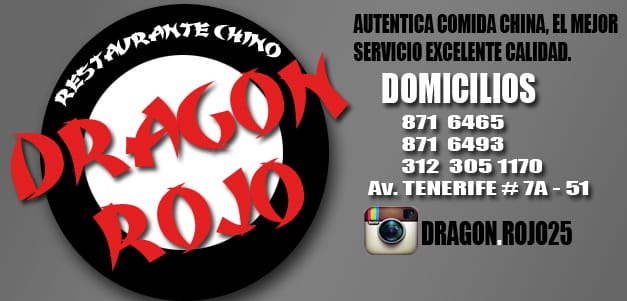 RESTAURANTE CHINO
DRAGON
ROJO
AUTENTICA COMIDA CHINA, EL MEJOR
SERVICIO EXCELENTE CALIDAD.
DOMICILIOS
871 6465
871 6493
312 305 1170
Av. TENERIFE # 7A - 51
DRAGON.ROJO25